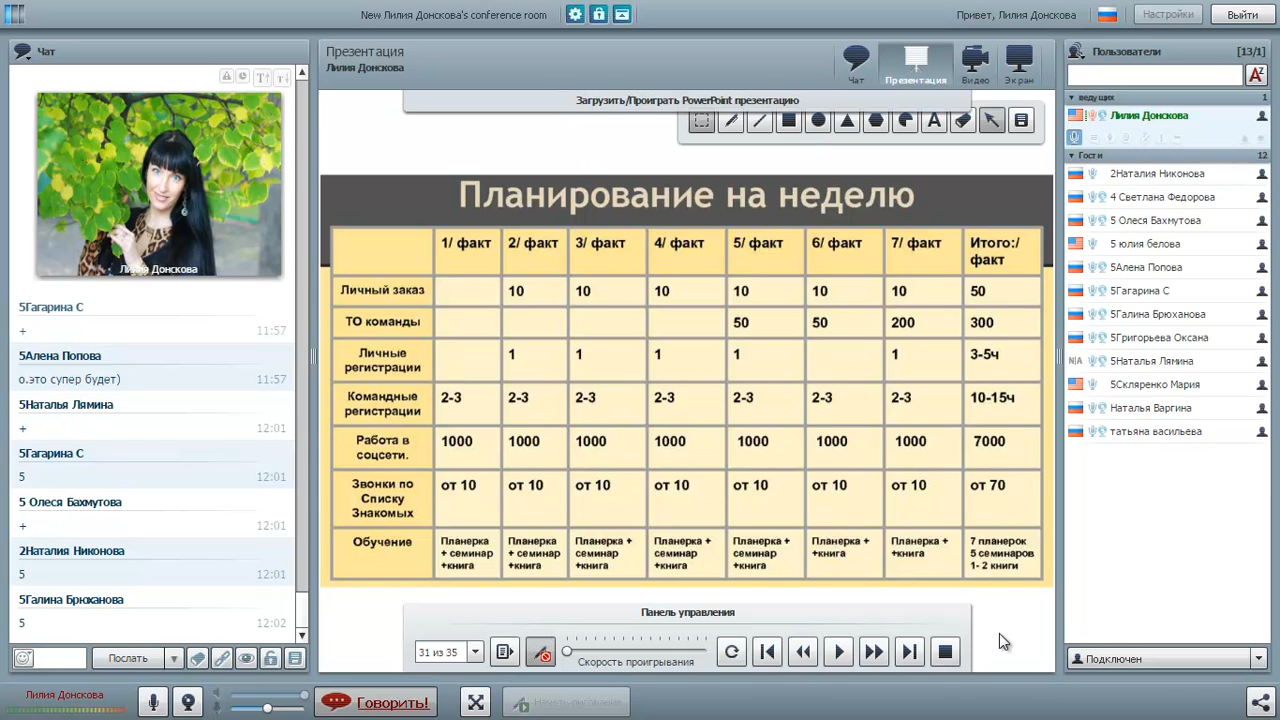 New Лилия Донскова's conference room
Привет, Лилия Донскова
Настройки
Выйти
Чат
Лилия Донскова
5Гагарина С
+ 11:57
5Алена Попова
о.это супер будет) 11:57
5Наталья Лямина
+ 12:01
5Гагарина С
5 12:01
5 Олеся Бахмутова
+ 12:01
2Наталия Никонова
5 12:01
5Галина Брюханова
5 12:02
Послать
Презентация
Лилия Донскова
Чат
Презентация
Видео
Экран
Загрузить/Проиграть PowerPoint презентацию
Планирование на неделю
1/ факт 2/ факт 3/ факт 4/ факт 5/ факт 6/ факт 7/ факт Итого:/
факт
Личный заказ 10 10 10 10 10 10 50
ТО команды 50 50 200 300
Личные
регистрации 1 1 1 1 1 3-5ч
Командные
регистрации 2-3 2-3 2-3 2-3 2-3 2-3 2-3 10-15ч
Работа в
соцсети. 1000 1000 1000 1000 1000 1000 1000 7000
Звонки по
Списку
Знакомых от 10 от 10 от 10 от 10 от 10 от 10 от 10 от 70
Обучение Планерка Планерка Планерка + Планерка + Планерка + Планерка + Планерка + 7 планерок
+ семинар + семинар семинар семинар семинар +книга +книга 5 семинаров
+книга +книга +книга +книга +книга 1- 2 книги
Панель управления
31 из 35
Скорость проигрывания
Пользователи [13/1]
ведущих 1
Лилия Донскова
Гости 12
2Наталия Никонова
4 Светлана Федорова
5 Олеся Бахмутова
5 юлия белова
5Алена Попова
5Гагарина С
5Галина Брюханова
5Григорьева Оксана
N/A 5Наталья Лямина
5Скляренко Мария
Наталья Варгина
татьяна васильева
Подключен
Лилия Донскова
Говорить!